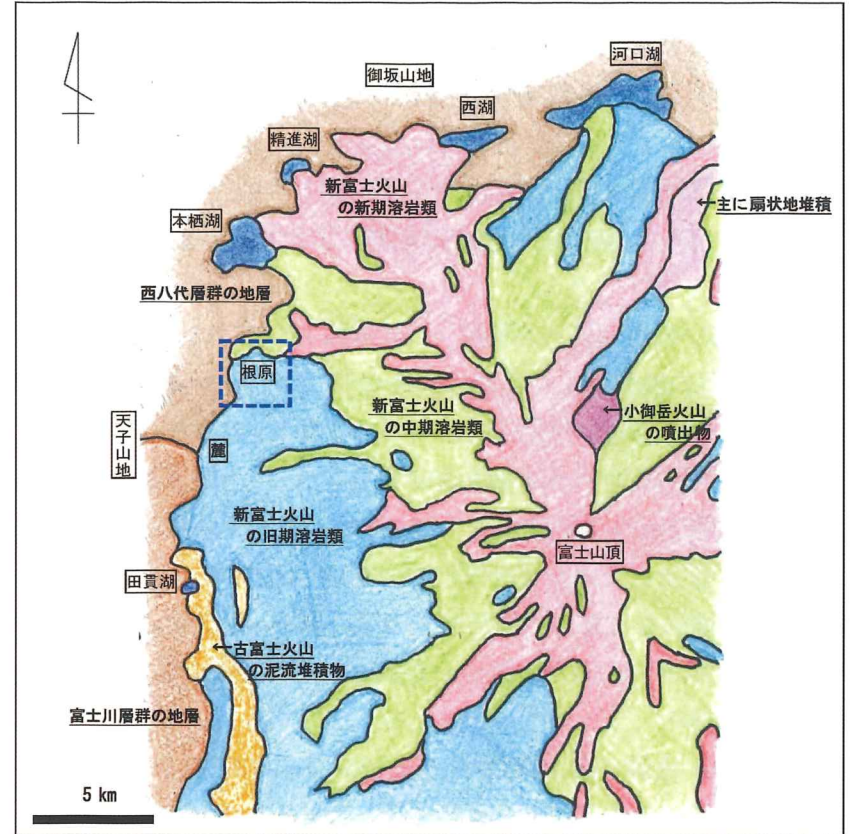 河口湖
御坂山地
西湖
精進湖
新富士火山
の新期溶岩類
←主に扇状地堆積
本栖湖
西八代層群の地層
根原
新富士火山
の中期溶岩類
←小御岳火山
の噴出物
天子山地
麓
新富士火山
の旧期溶岩類
富士山頂
田貫湖
←古富士火山
の泥流堆積物
富士川層群の地層
5 km